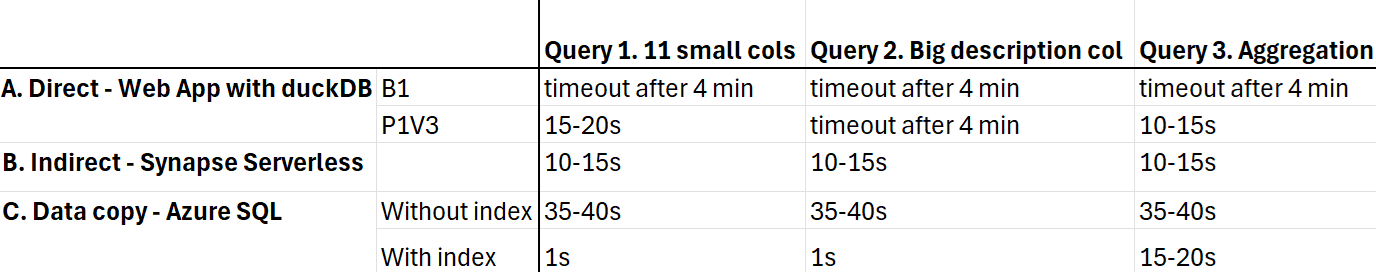 Query 1. 11 small cols Query 2. Big description col Query 3. Aggregation
A. Direct - Web App with duckDB B1 timeout after 4 min timeout after 4 min timeout after 4 min
P1V3 15-20s timeout after 4 min 10-15s
B. Indirect - Synapse Serverless 10-15s 10-15s 10-15s
C. Data copy - Azure SQL Without index 35-40s 35-40s 35-40s
With index 1s 1s 15-20s